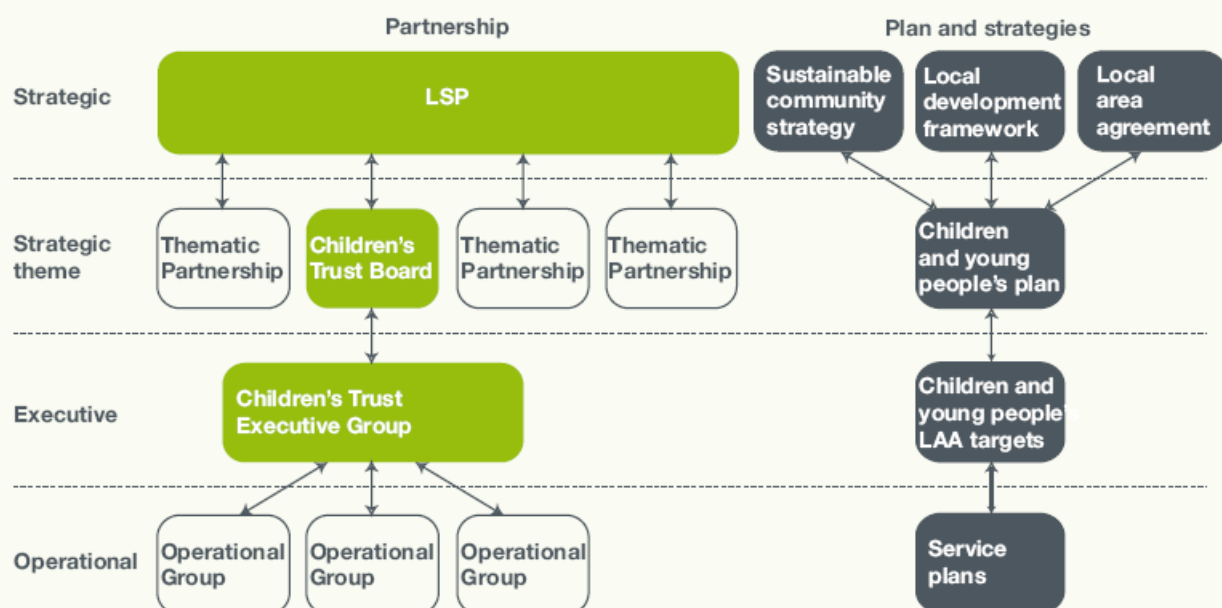 Partnership
Plan and strategies
Strategic
LSP
Sustainable
community
strategy
Local
development
framework
Local
area
agreement
Strategic
theme
Thematic
Partnership
Children's
Trust Board
Thematic
Partnership
Thematic
Partnership
Children
and young
people's plan
Executive
Children's Trust
Executive Group
Children and
young people's
LAA targets
Operational
Operational
Group
Operational
Group
Operational
Group
Service
plans